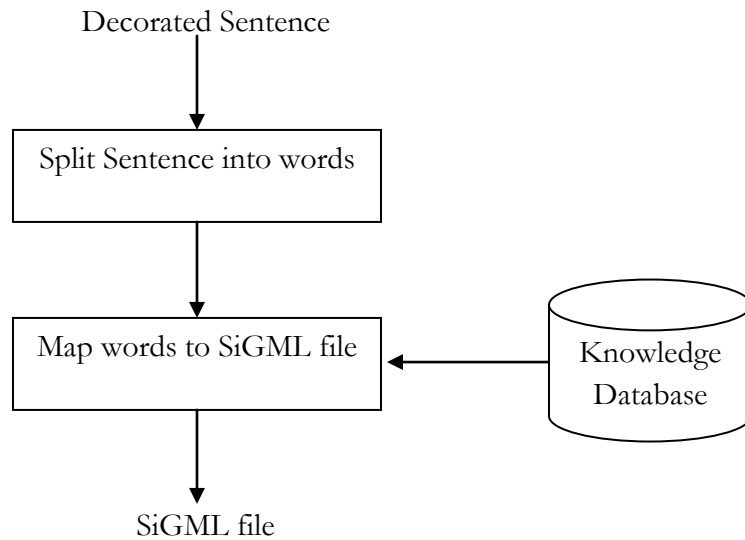 Decorated Sentence
Split Sentence into words
Map words to SiGML file
Knowledge
Database
SiGML file